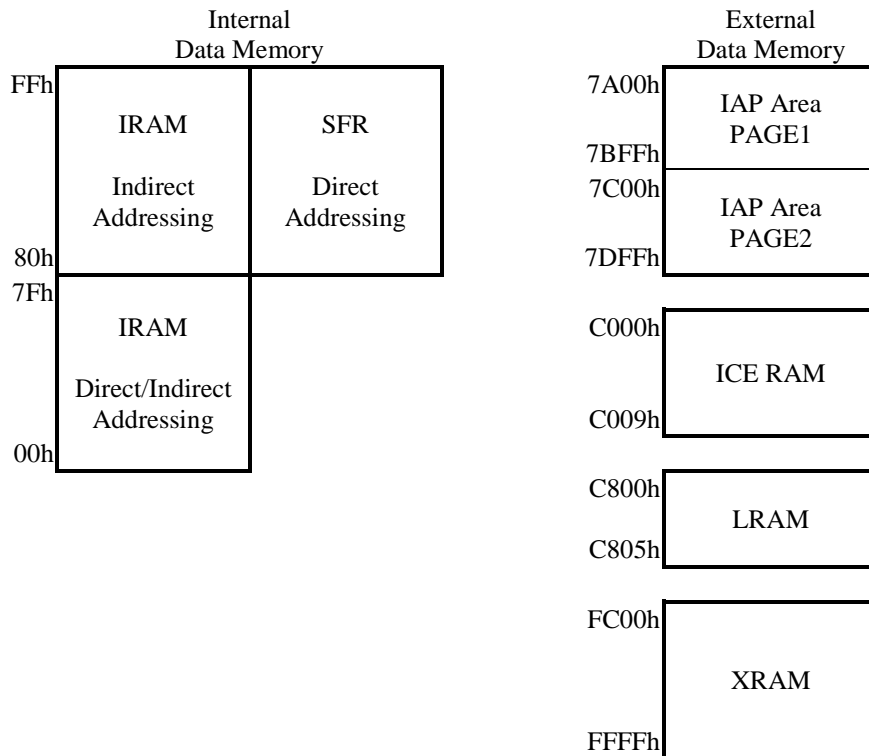 Internal
Data Memory
FFh
IRAM
Indirect
Addressing
80h
SFR
Direct
Addressing
7Fh
IRAM
Direct/Indirect
Addressing
00h
External
Data Memory
7A00h
IAP Area
PAGE1
7BFFh
7C00h
IAP Area
PAGE2
7DFFh
C000h
ICE RAM
C009h
C800h
LRAM
C805h
FC00h
XRAM
FFFFh